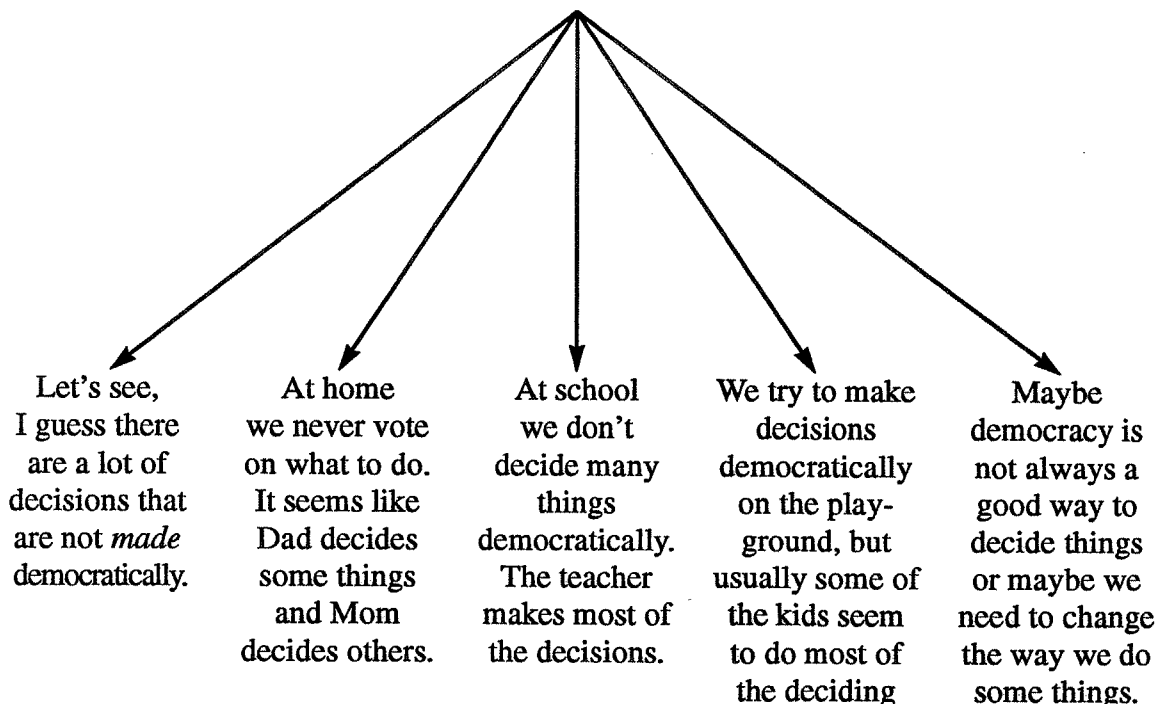 Let's see,
I guess there
are a lot of
decisions that
are not made
democratically.
At home
we never vote
on what to do.
It seems like
Dad decides
some things
and Mom
decides others.
At school
we don't
decide many
things
democratically.
The teacher
makes most of
the decisions.
We try to make
decisions
democratically
on the play-
ground, but
usually some of
the kids seem
to do most of
the deciding
Maybe
democracy is
not always a
good way to
decide things
or maybe we
need to change
the way we do
some things.